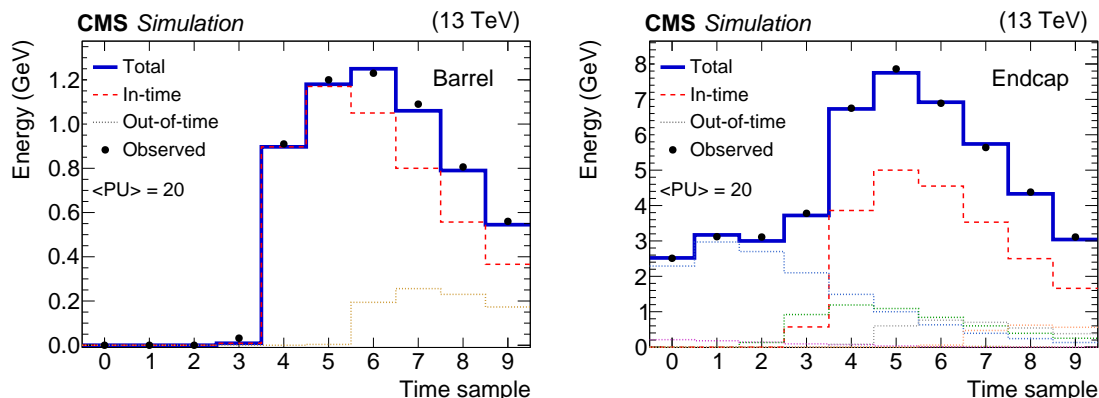 CMS Simulation (13 TeV)
Energy (GeV)
1.2
1.0
0.8
0.6
0.4
0.2
0.0
Total
In-time
Out-of-time
Observed
<PU> = 20
Barrel
0 1 2 3 4 5 6 7 8 9
Time sample
CMS Simulation (13 TeV)
Energy (GeV)
8
7
6
5
4
3
2
1
0
Total
In-time
Out-of-time
Observed
<PU> = 20
Endcap
0 1 2 3 4 5 6 7 8 9
Time sample